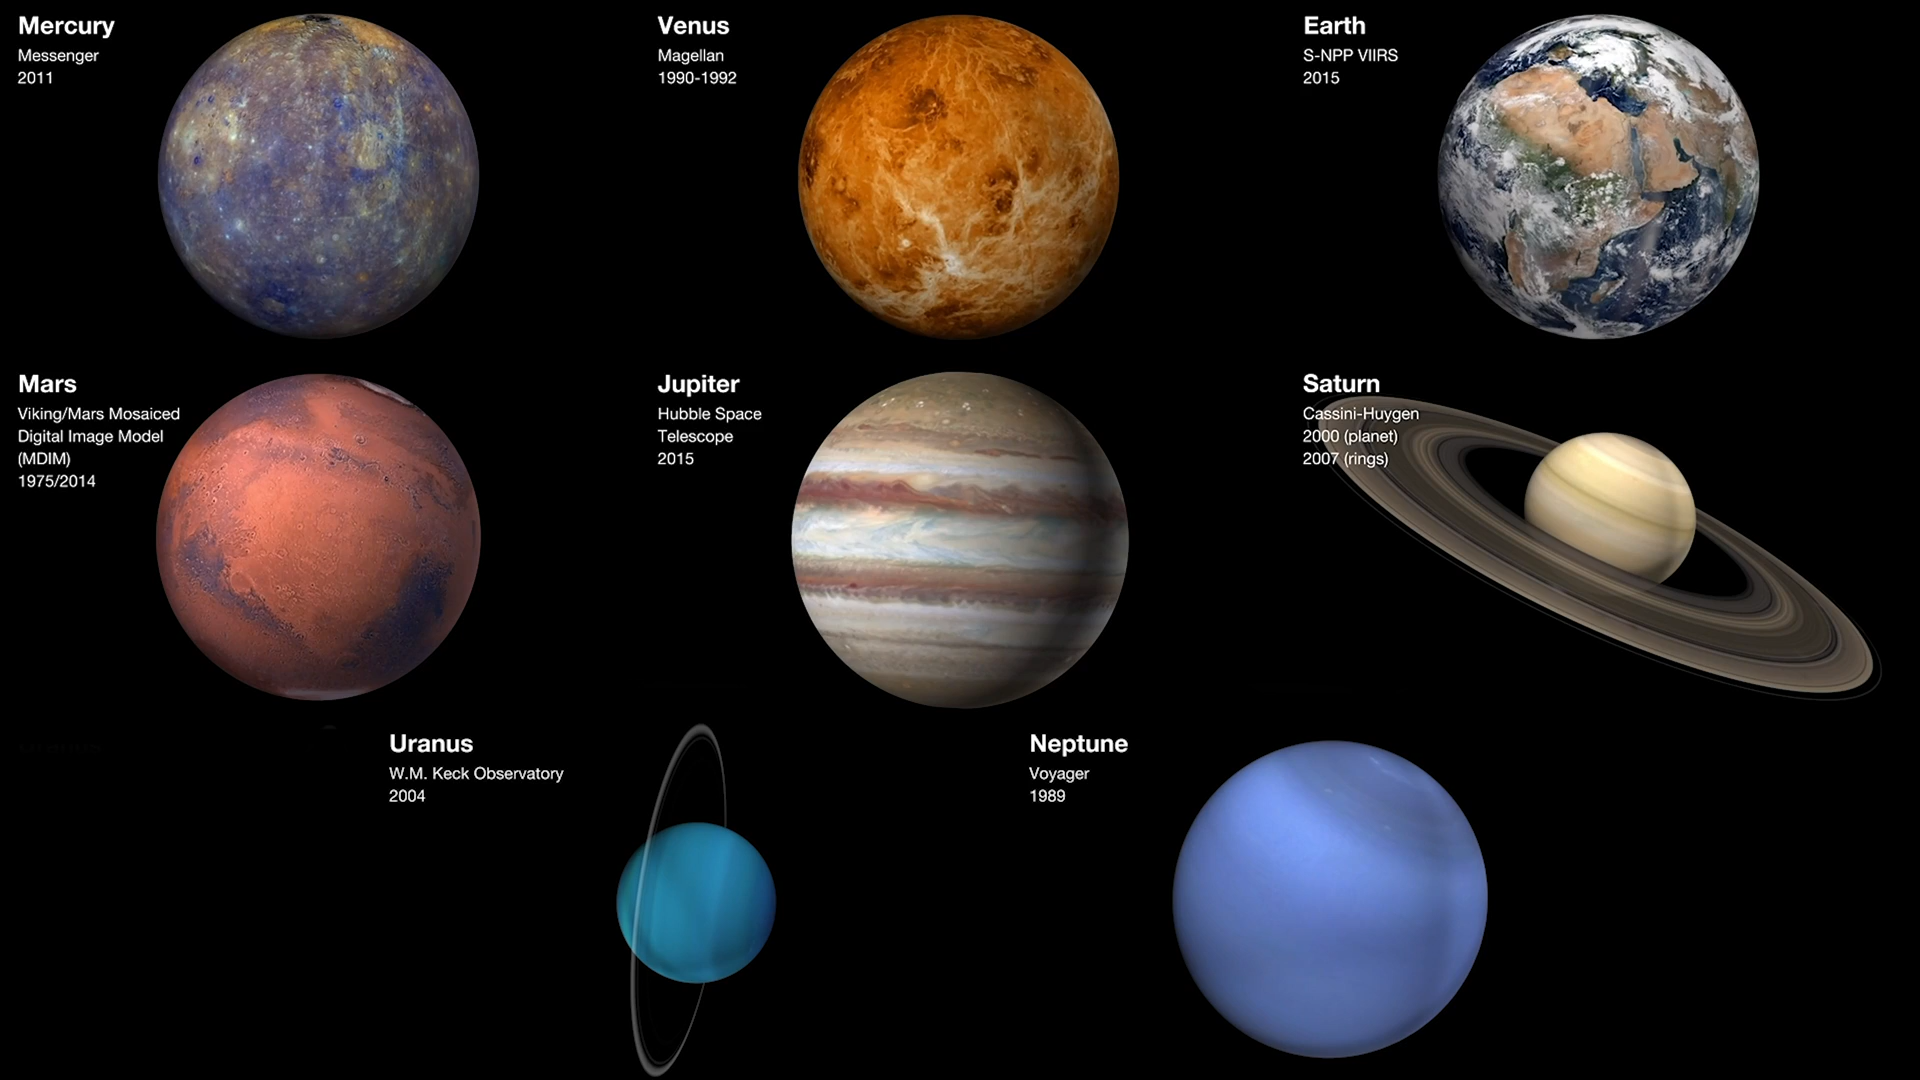 Mercury
Messenger
2011
Venus
Magellan
1990-1992
Earth
S-NPP VIIRS
2015
Mars
Viking/Mars Mosaiced
Digital Image Model
(MDIM)
1975/2014
Jupiter
Hubble Space
Telescope
2015
Saturn
Cassini-Huygen
2000 (planet)
2007 (rings)
Uranus
W.M. Keck Observatory
2004
Neptune
Voyager
1989